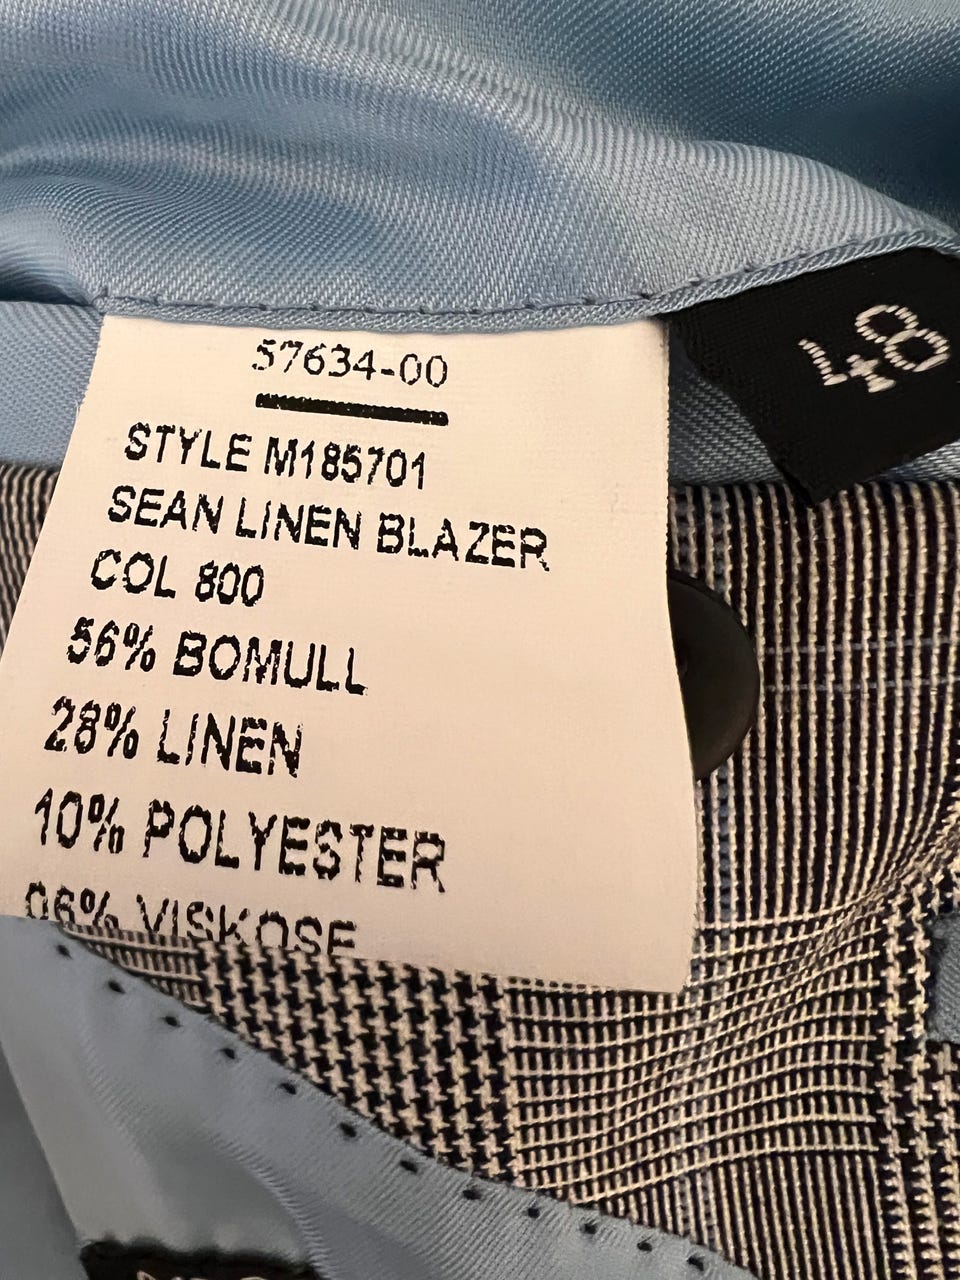 57634-00
STYLE M185701
SEAN LINEN BLAZER
COL 800
56% BOMULL
28% LINEN
10% POLYESTER
06% VISKOSE
48